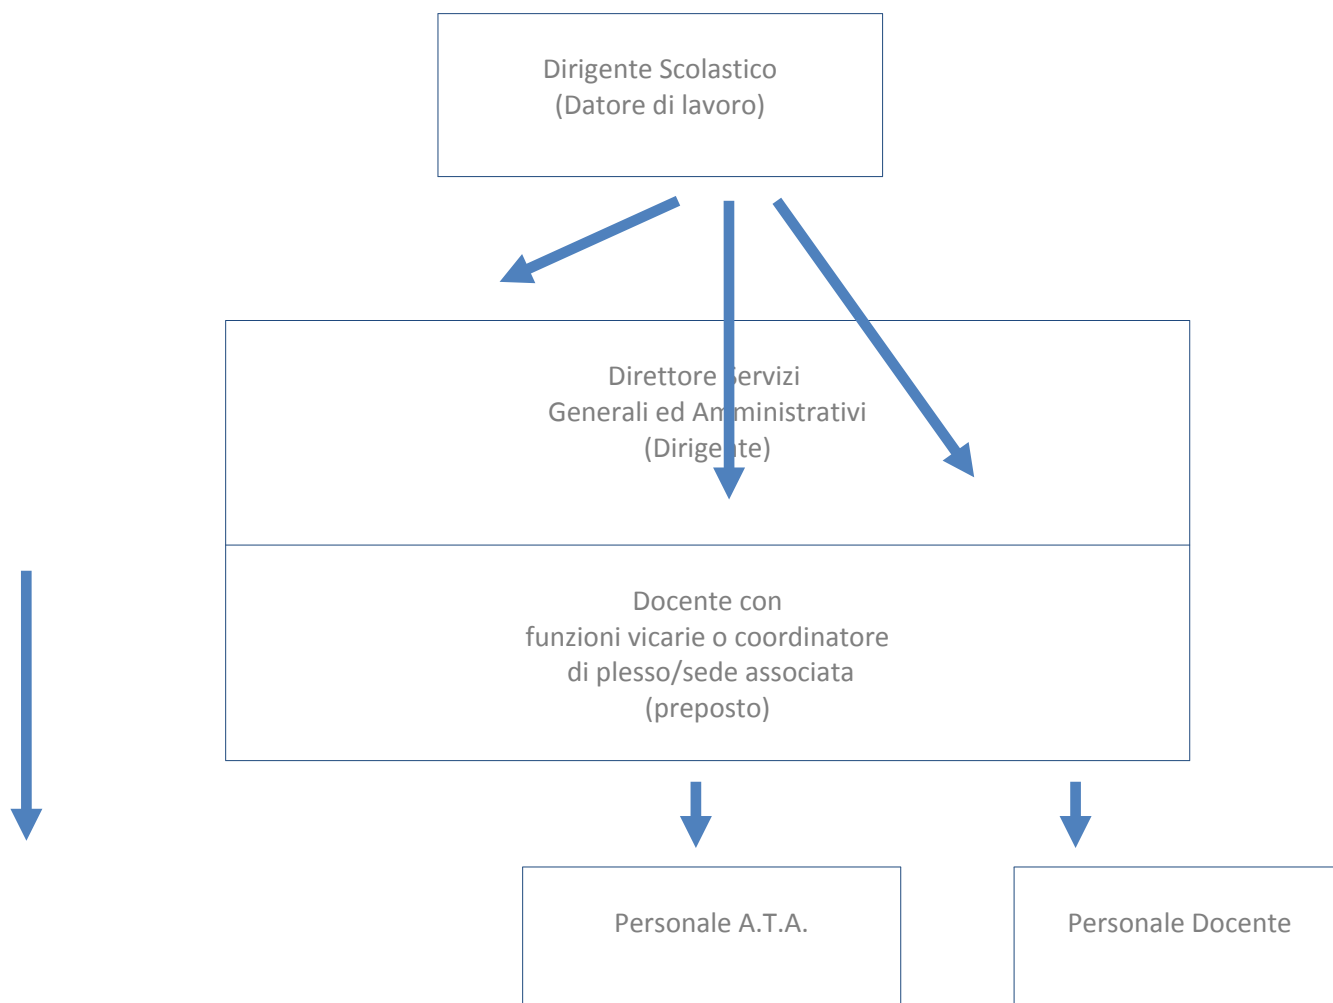 Dirigente Scolastico
(Datore di lavoro)
Direttore Servizi
Generali ed Amministrativi
(Dirigente)
Docente con
funzioni vicarie o coordinatore
di plesso/sede associata
(preposto)
Personale A.T.A.
Personale Docente